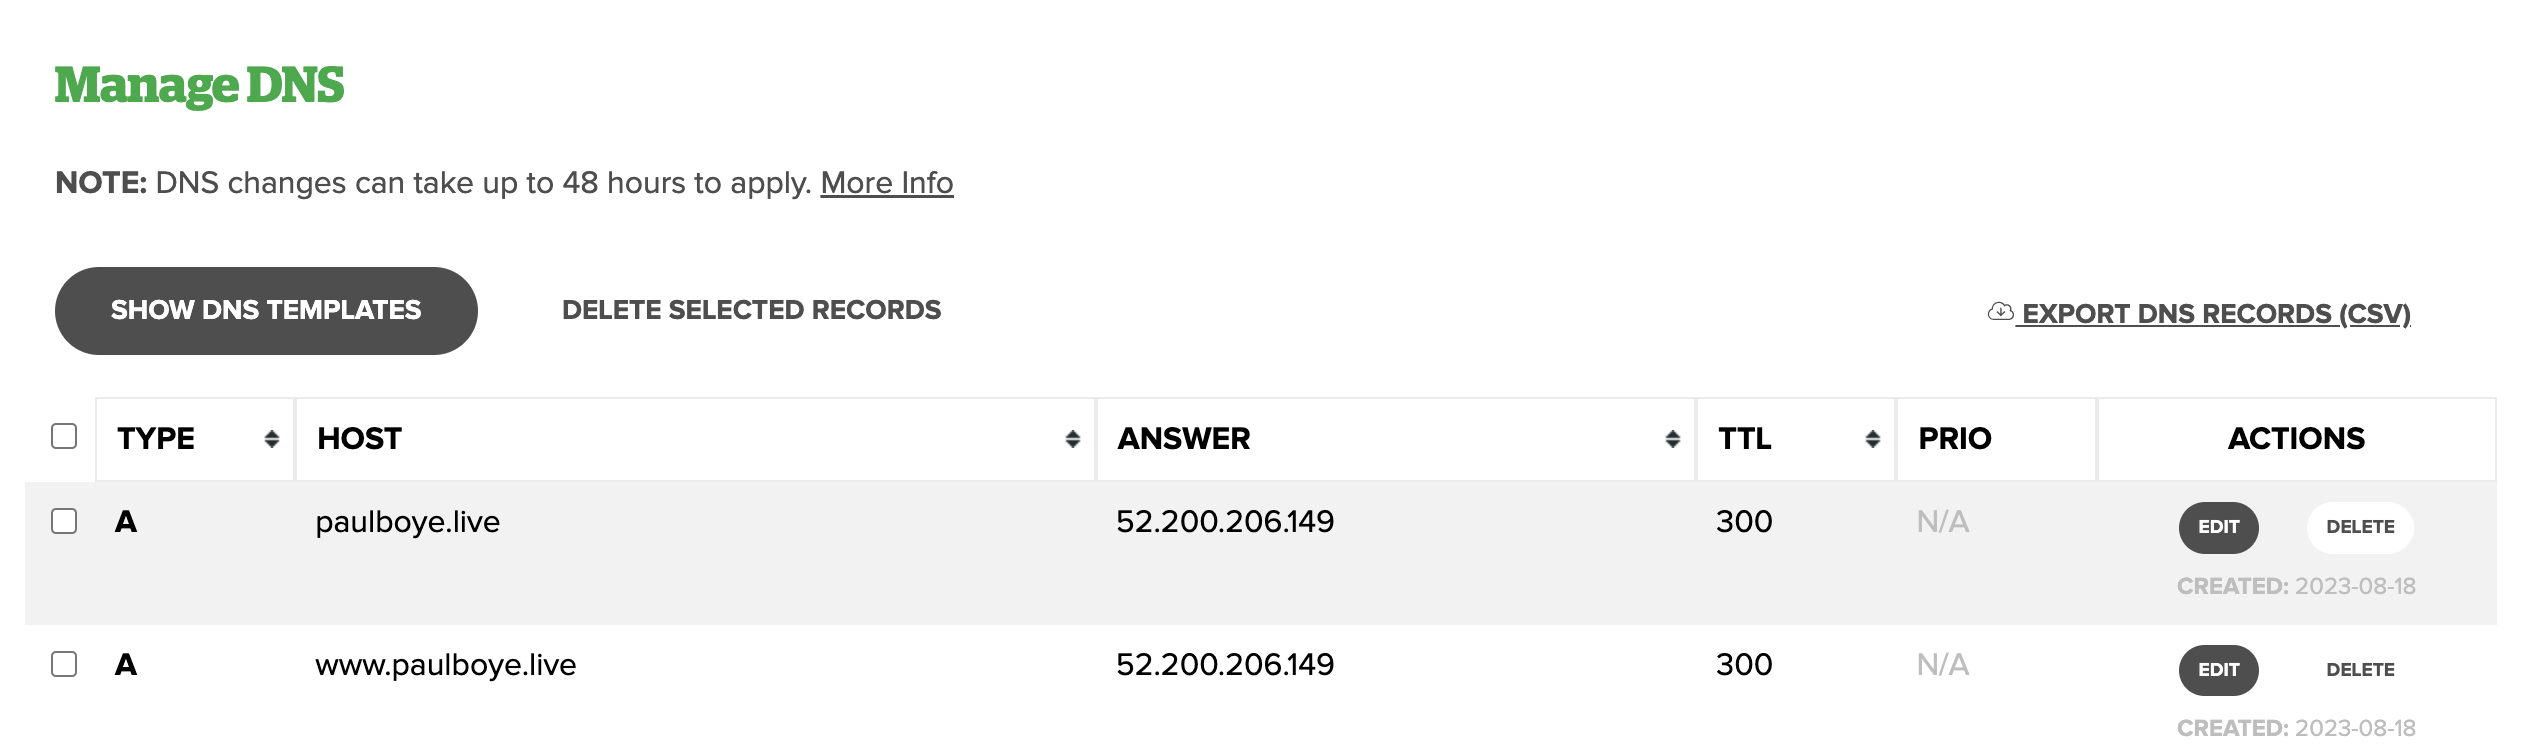 Manage DNS
NOTE: DNS changes can take up to 48 hours to apply. More Info
SHOW DNS TEMPLATES DELETE SELECTED RECORDS EXPORT DNS RECORDS (CSV)
TYPE HOST ANSWER TTL PRIO ACTIONS
A paulboye.live 52.200.206.149 300 N/A EDIT DELETE
CREATED: 2023-08-18
A www.paulboye.live 52.200.206.149 300 N/A EDIT DELETE
CREATED: 2023-08-18